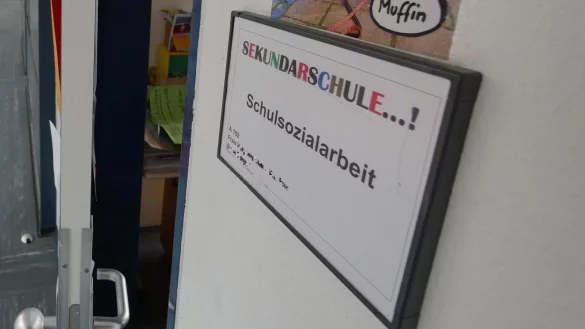 Muffin
SEKUNDARSCHULE...!
Schulsozialarbeit